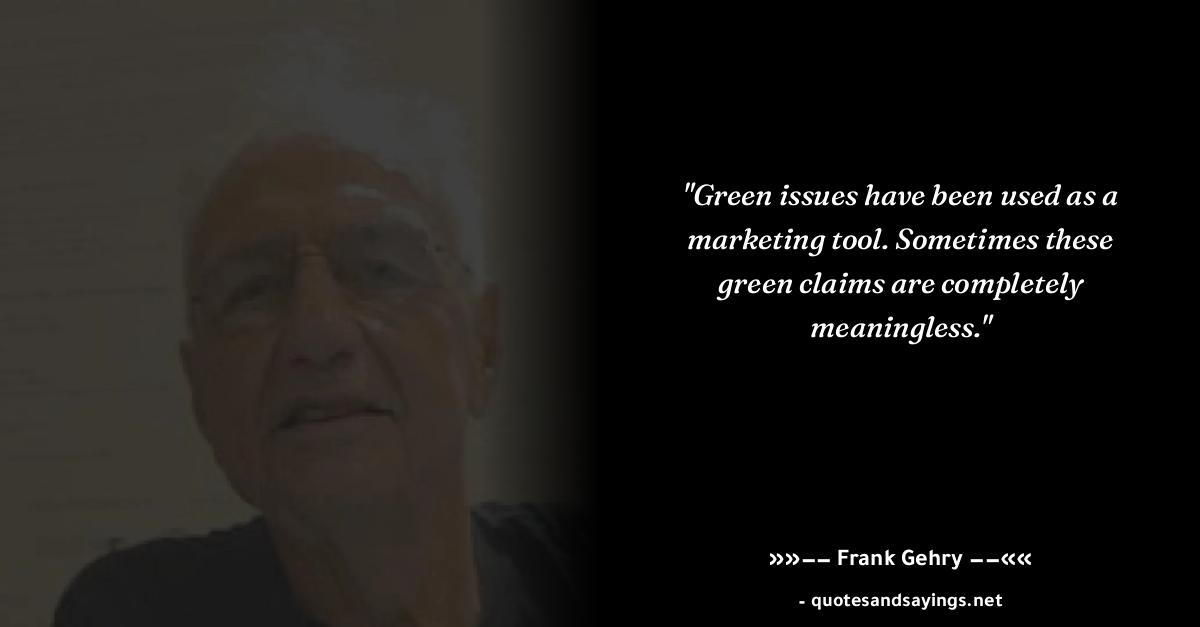 "Green issues have been used as a
marketing tool. Sometimes these
green claims are completely
meaningless."
»»−− Frank Gehry −−««
- quotesandsayings.net